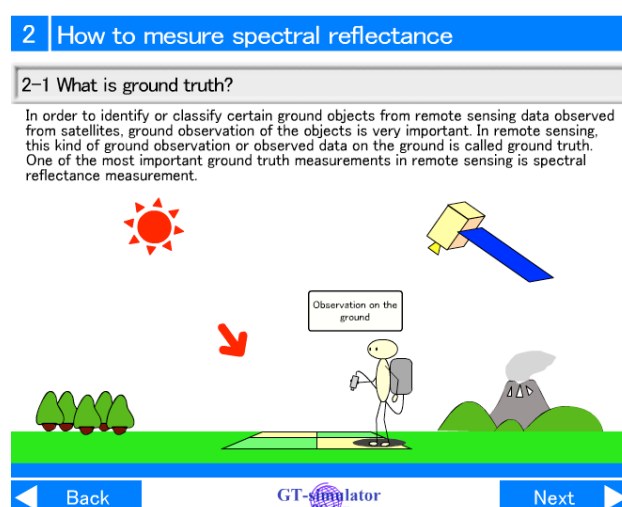 2 How to mesure spectral reflectance
2-1 What is ground truth?
In order to identify or classify certain ground objects from remote sensing data observed
from satellites, ground observation of the objects is very important. In remote sensing,
this kind of ground observation or observed data on the ground is called ground truth.
One of the most important ground truth measurements in remote sensing is spectral
reflectance measurement.
Observation on the
ground
Back
GT-simulator
Next